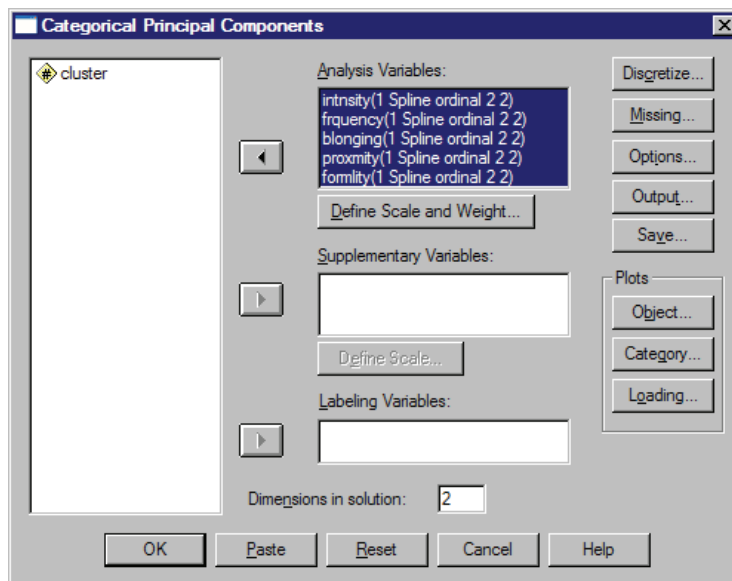 Categorical Principal Components
cluster
Analysis Variables:
intnsity(1 Spline ordinal 2 2)
frquency(1 Spline ordinal 2 2)
blonging(1 Spline ordinal 2 2)
proxmity(1 Spline ordinal 2 2)
formlity(1 Spline ordinal 2 2)
Define Scale and Weight...
Supplementary Variables:
Define Scale...
Labeling Variables:
Dimensions in solution: 2
Discretize...
Missing...
Options...
Output...
Save...
Plots
Object...
Category...
Loading...
OK Paste Reset Cancel Help